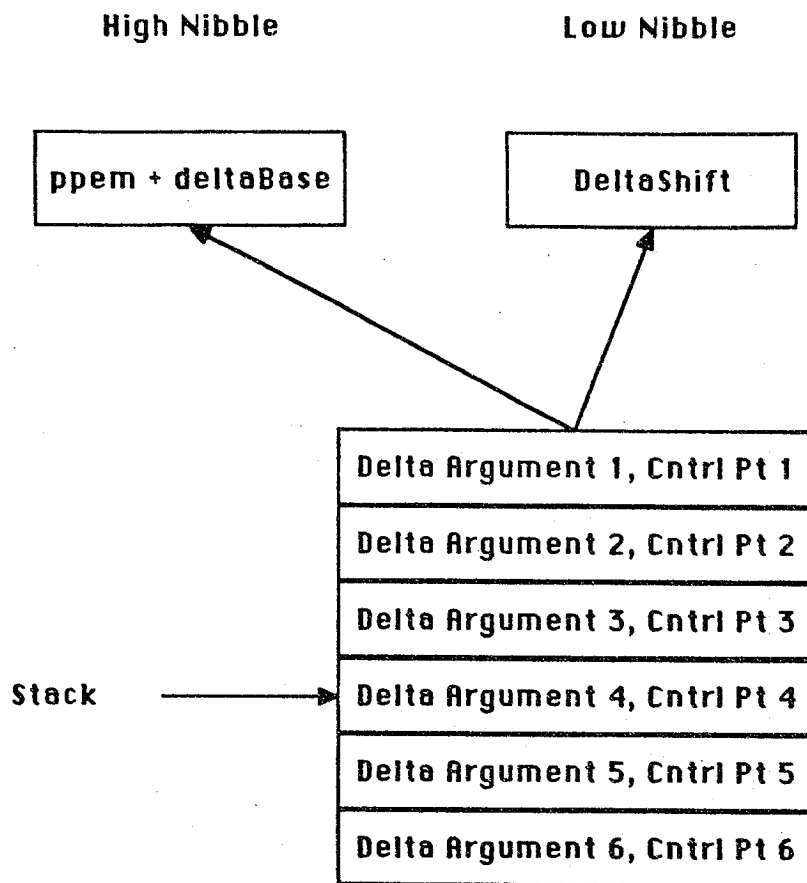 High Nibble
Low Nibble
ppem + deltaBase
DeltaShift
Delta Argument 1, Cntrl Pt 1
Delta Argument 2, Cntrl Pt 2
Delta Argument 3, Cntrl Pt 3
Stack
Delta Argument 4, Cntrl Pt 4
Delta Argument 5, Cntrl Pt 5
Delta Argument 6, Cntrl Pt 6